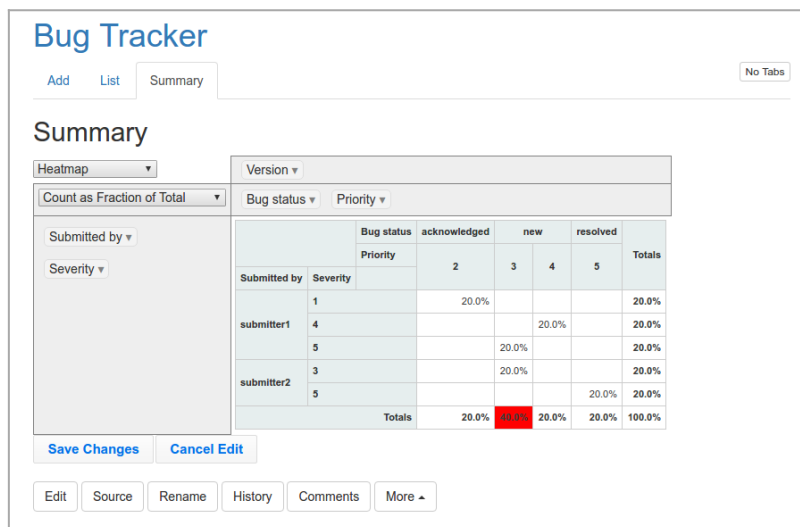 Bug Tracker
Add List Summary No Tabs
Summary
Heatmap Version
Count as Fraction of Total Bug status Priority
Submitted by
Severity
Bug status acknowledged new resolved Totals
Priority 2 3 4 5
Submitted by Severity
submitter1 1 20.0% 20.0%
4 20.0% 20.0%
5 20.0% 20.0%
submitter2 3 20.0% 20.0%
5 20.0% 20.0%
Totals 20.0% 40.0% 20.0% 20.0% 100.0%
Save Changes Cancel Edit
Edit Source Rename History Comments More